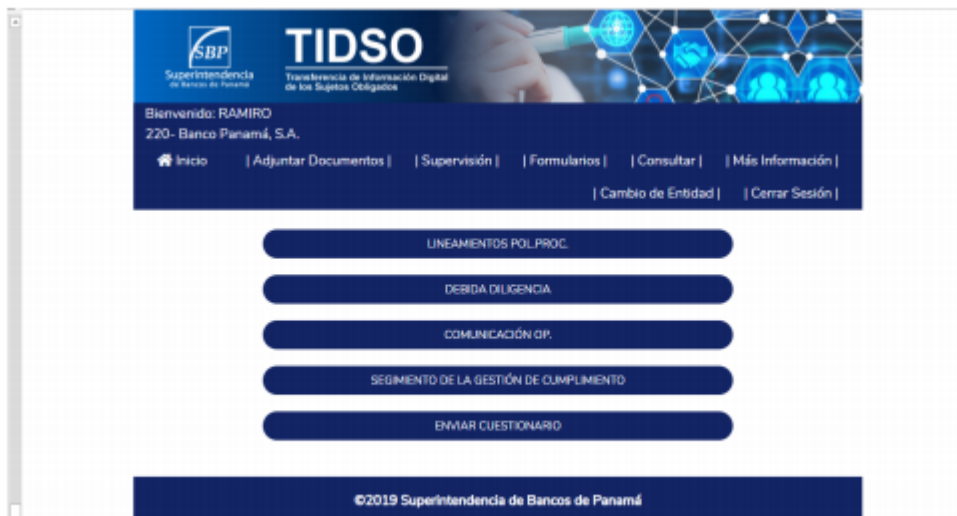 SBP
Superintendencia
de Bancos de Panamá
TIDSO
Transferencia de Información Digital
de los Sujetos Obligados
Bienvenido: RAMIRO
220- Banco Panamá, S.A.
Inicio | Adjuntar Documentos | | Supervisión | | Formularios | | Consultar | | Más Información |
| Cambio de Entidad | | Cerrar Sesión |
LINEAMIENTOS POL.PROC.
DEBIDA DILIGENCIA
COMUNICACIÓN OP.
SEGIMIENTO DE LA GESTIÓN DE CUMPLIMIENTO
ENVIAR CUESTIONARIO
©2019 Superintendencia de Bancos de Panamá